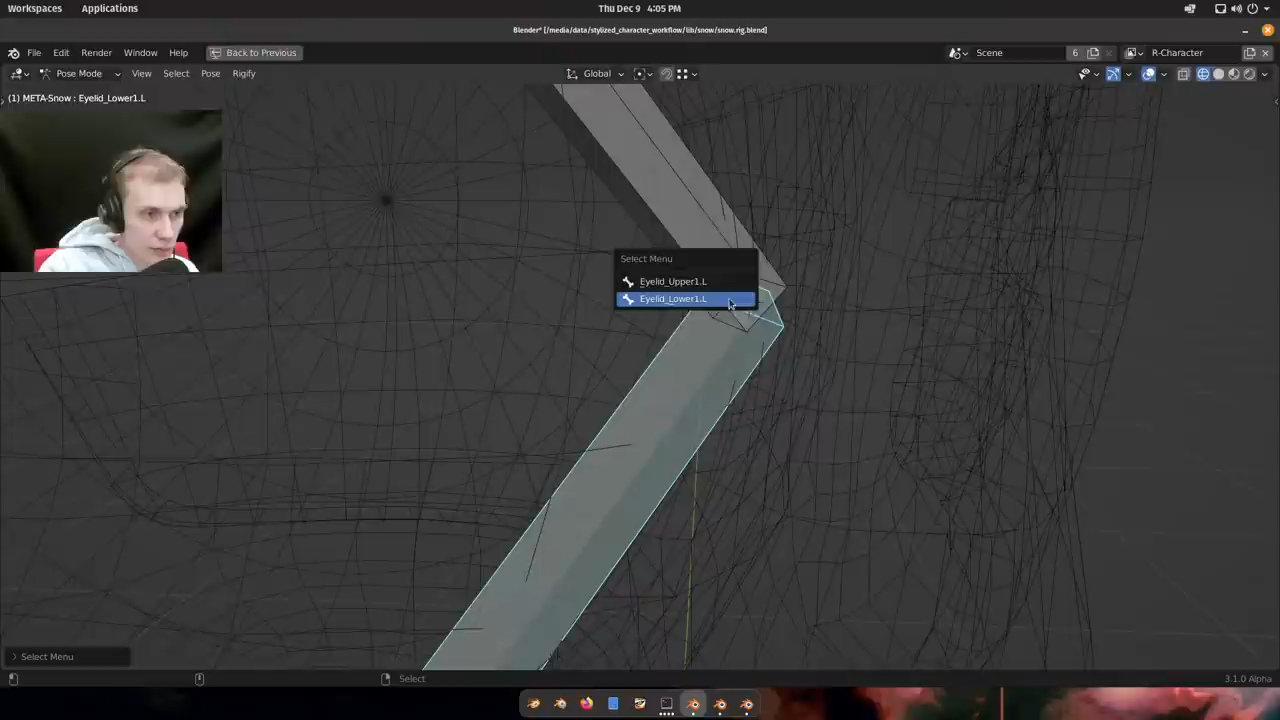 Workspaces Applications Thu Dec 9 4:05 PM
Blender* [/media/data/stylized_character_workflow/lib/snow/snow.rig.blend]
File Edit Render Window Help Back to Previous Scene 6 R-Character
Pose Mode View Select Pose Rigify Global
(1) META-Snow : Eyelid_Lower1.L
Select Menu
Eyelid_Upper1.L
Eyelid_Lower1.L
Select Menu
Select 3.1.0 Alpha